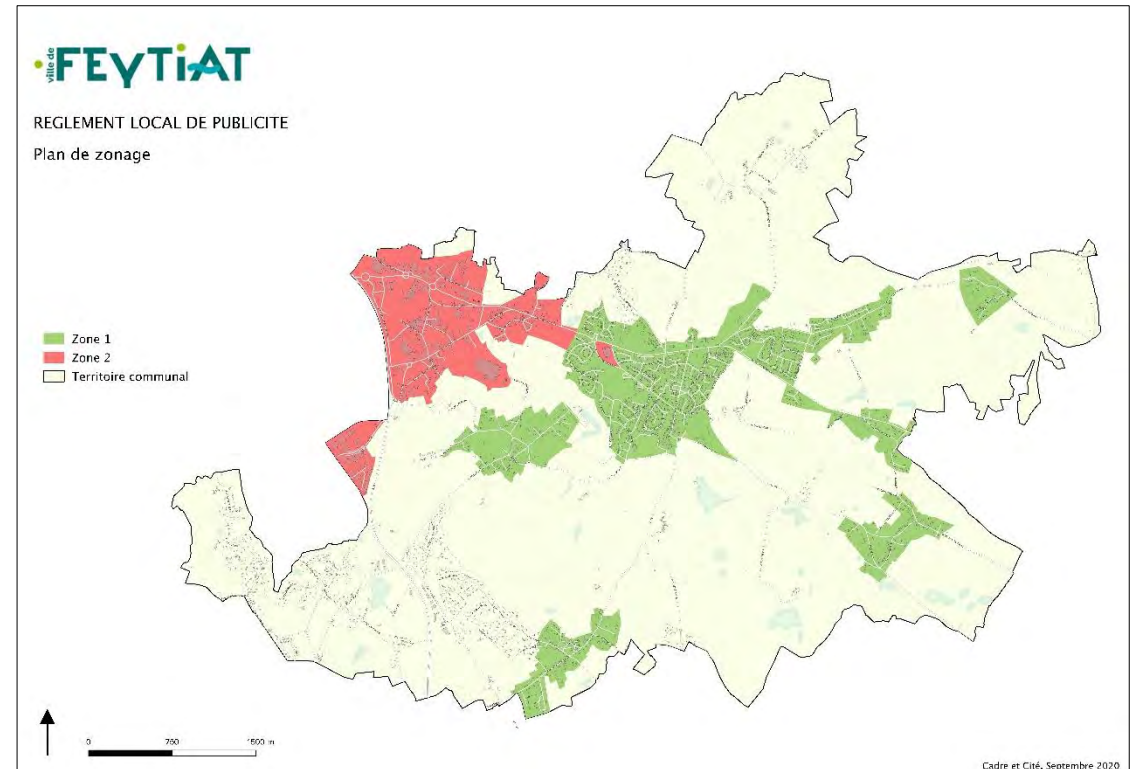 ville de
FEYTIAT
REGLEMENT LOCAL DE PUBLICITE
Plan de zonage
Zone 1
Zone 2
Territoire communal
0 750 1500 m
Cadre et Cité, Septembre 2020